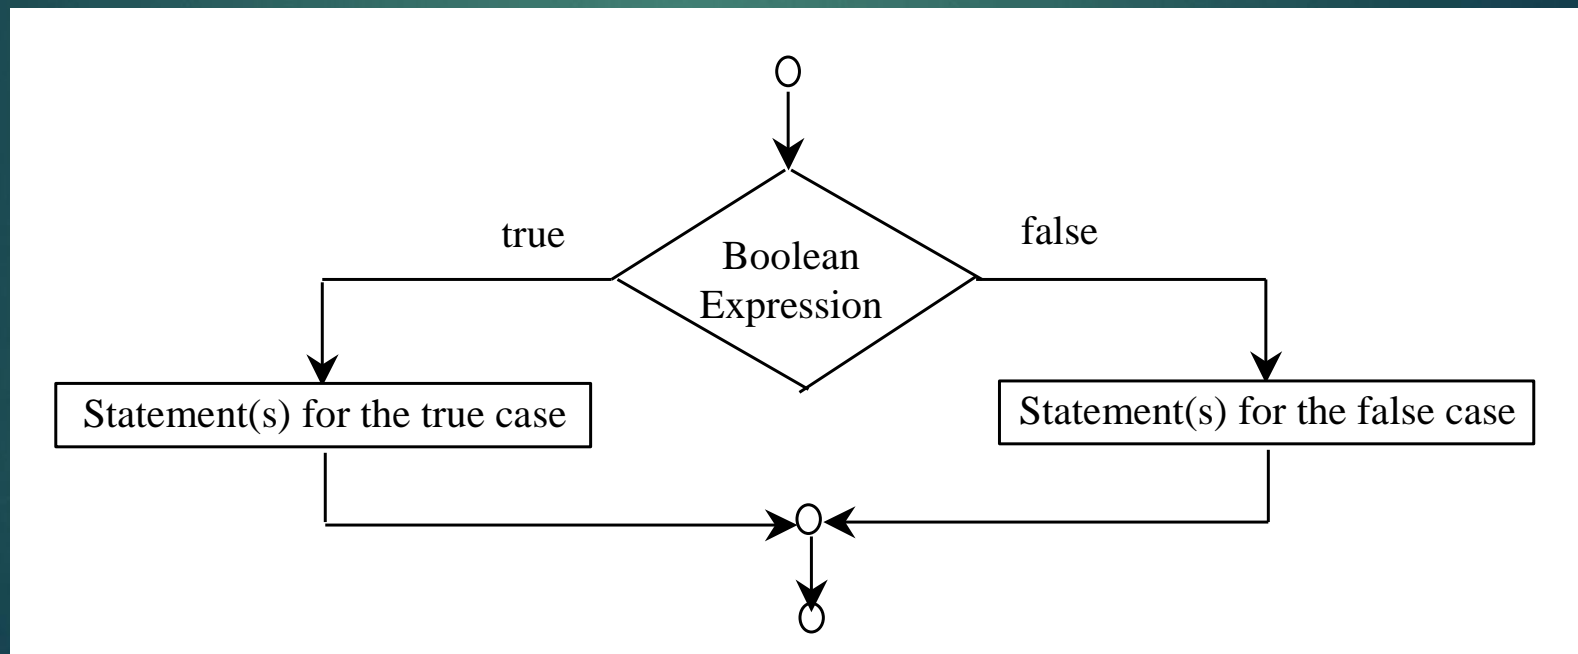 true
false
Boolean
Expression
Statement(s) for the true case
Statement(s) for the false case